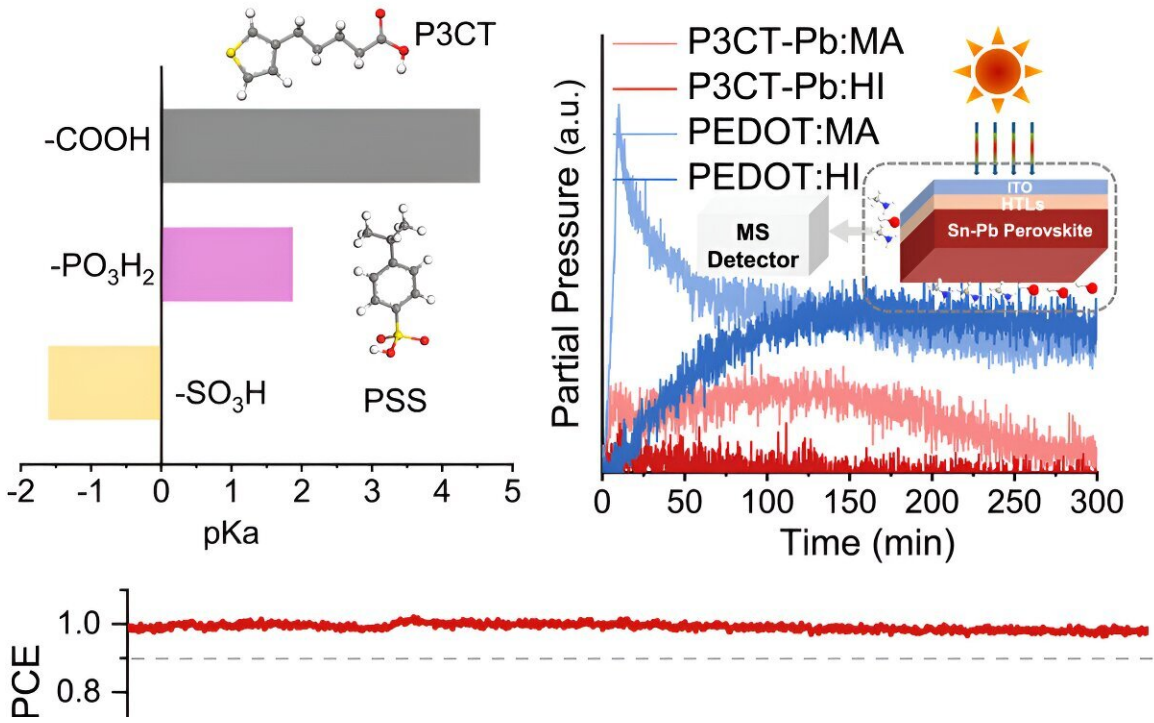 P3CT
-COOH
-PO₃H₂
-SO₃H
PSS
-2 -1 0 1 2 3 4 5
pKa
P3CT-Pb:MA
P3CT-Pb:HI
PEDOT:MA
PEDOT:HI
Partial Pressure (a.u.)
MS
Detector
ITO
HTLs
Sn-Pb Perovskite
0 50 100 150 200 250 300
Time (min)
PCE
1.0
0.8